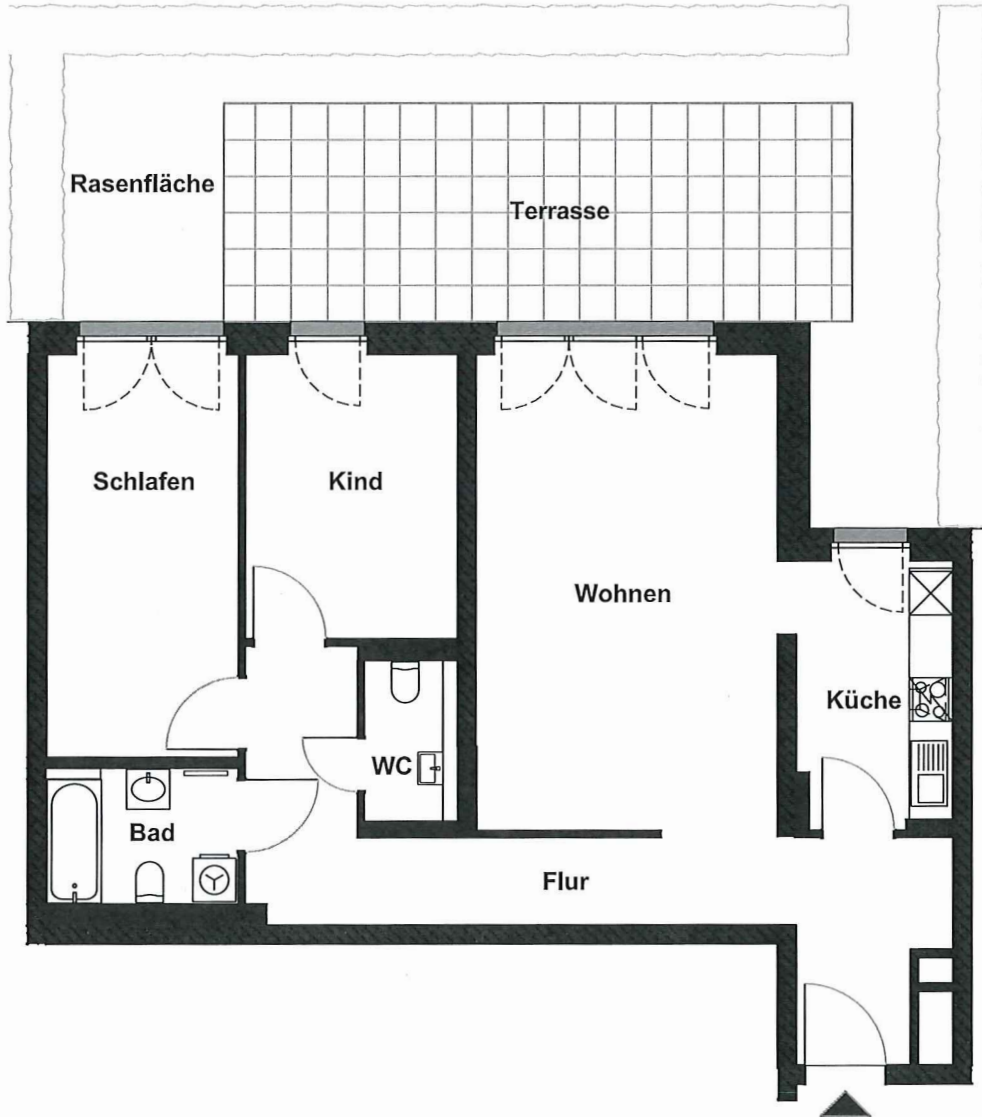 Rasenfläche
Terrasse
Schlafen
Kind
Wohnen
Küche
WC
Bad
Flur